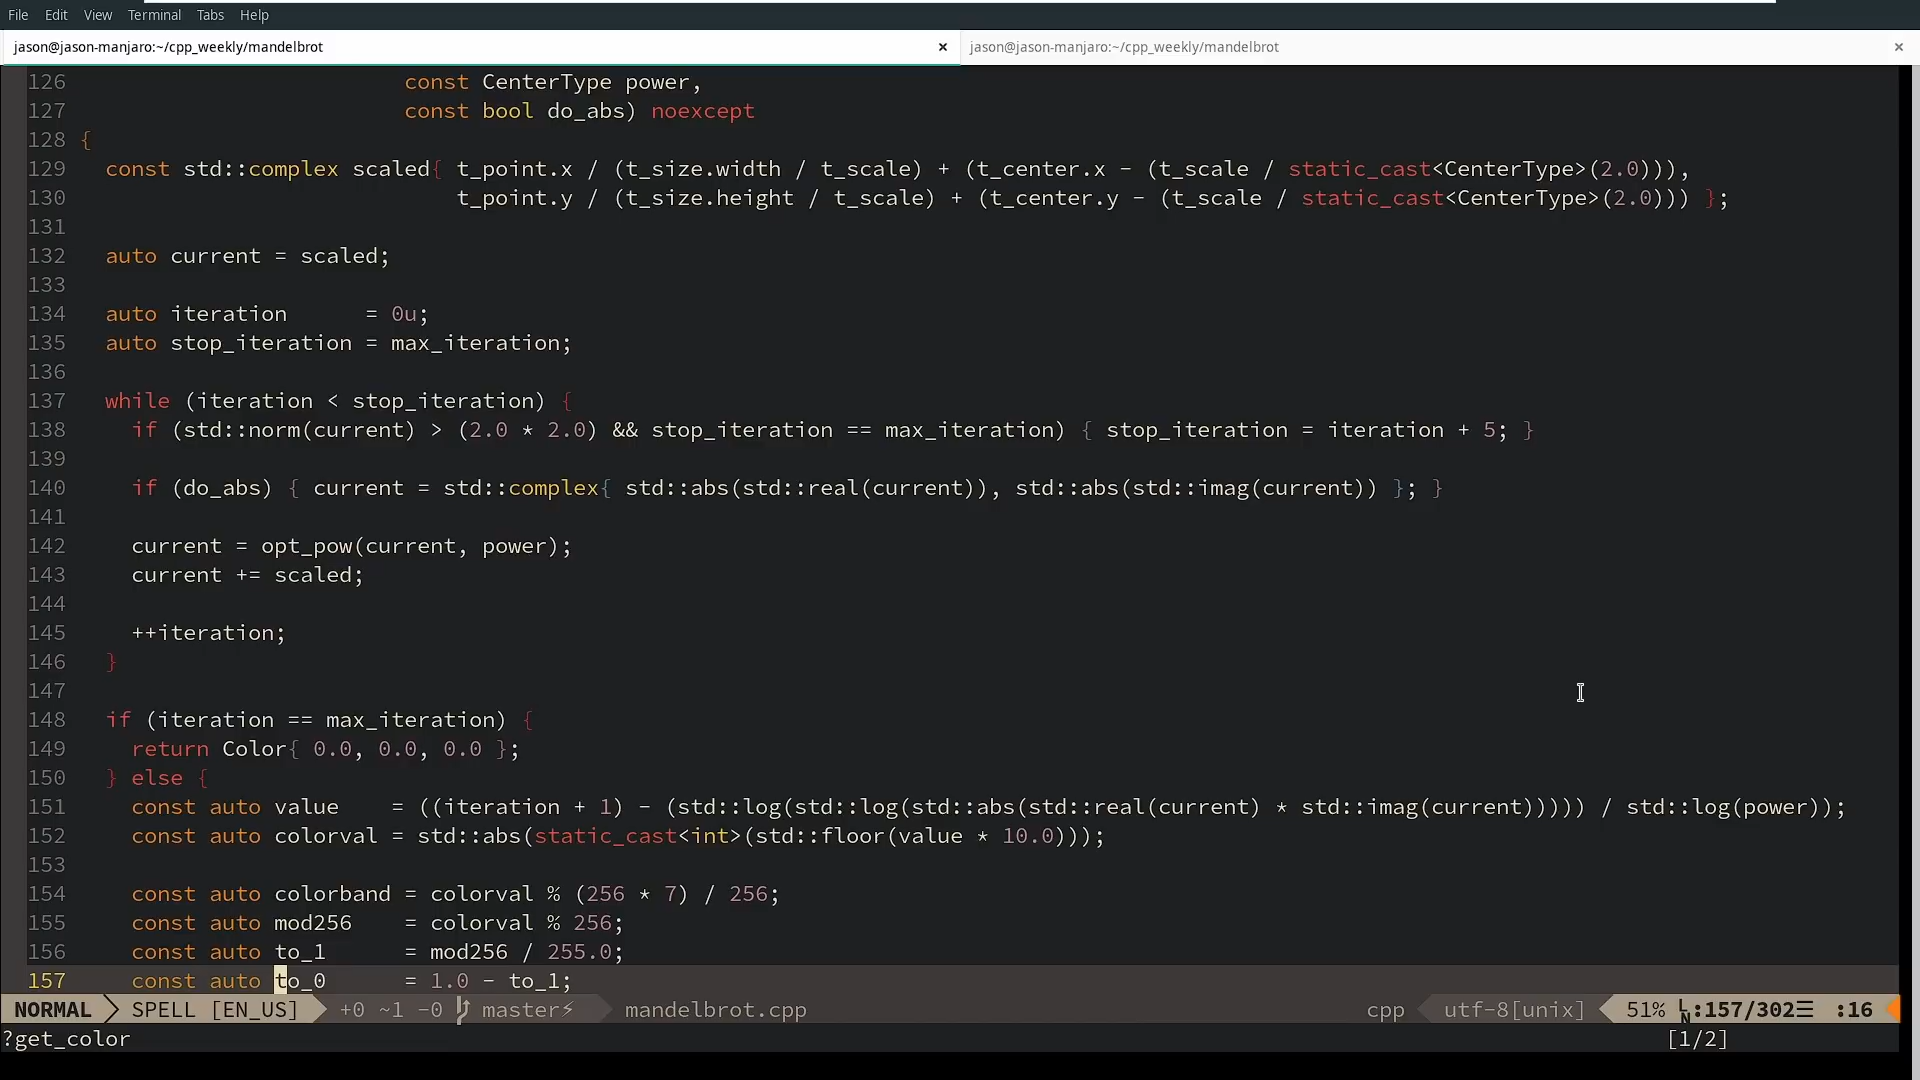 File Edit View Terminal Tabs Help
jason@jason-manjaro:~/cpp_weekly/mandelbrot × jason@jason-manjaro:~/cpp_weekly/mandelbrot ×
126                          const CenterType power,
127                          const bool do_abs) noexcept
128 {
129   const std::complex scaled{ t_point.x / (t_size.width / t_scale) + (t_center.x - (t_scale / static_cast<CenterType>(2.0))),
130                              t_point.y / (t_size.height / t_scale) + (t_center.y - (t_scale / static_cast<CenterType>(2.0))) };
131
132   auto current = scaled;
133
134   auto iteration      = 0u;
135   auto stop_iteration = max_iteration;
136
137   while (iteration < stop_iteration) {
138     if (std::norm(current) > (2.0 * 2.0) && stop_iteration == max_iteration) { stop_iteration = iteration + 5; }
139
140     if (do_abs) { current = std::complex{ std::abs(std::real(current)), std::abs(std::imag(current)) }; }
141
142     current = opt_pow(current, power);
143     current += scaled;
144
145     ++iteration;
146   }
147
148   if (iteration == max_iteration) {
149     return Color{ 0.0, 0.0, 0.0 };
150   } else {
151     const auto value    = ((iteration + 1) - (std::log(std::log(std::abs(std::real(current) * std::imag(current))))) / std::log(power));
152     const auto colorval = std::abs(static_cast<int>(std::floor(value * 10.0)));
153
154     const auto colorband = colorval % (256 * 7) / 256;
155     const auto mod256    = colorval % 256;
156     const auto to_1      = mod256 / 255.0;
157     const auto to_0      = 1.0 - to_1;
NORMAL SPELL [EN_US] +0 ~1 -0 master⚡ mandelbrot.cpp cpp utf-8[unix] 51% LN:157/302☰ :16
?get_color [1/2]